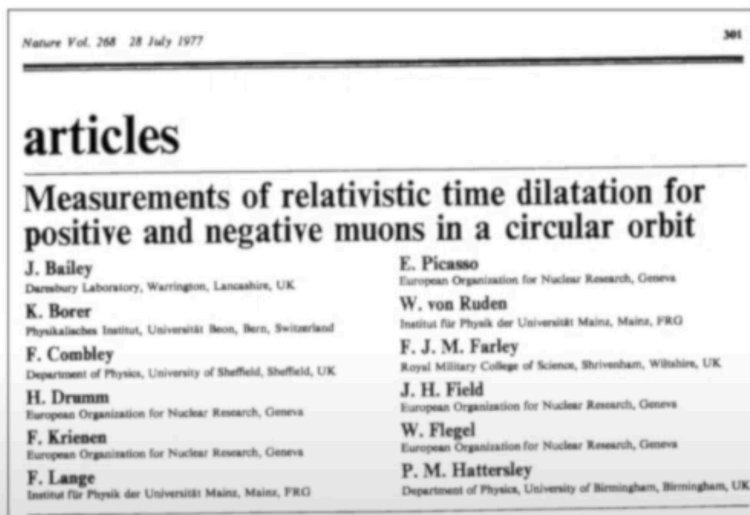 Nature Vol. 268 28 July 1977
301
articles
Measurements of relativistic time dilatation for
positive and negative muons in a circular orbit
J. Bailey
Daresbury Laboratory, Warrington, Lancashire, UK
K. Borer
Physikalisches Institut, Universität Bern, Bern, Switzerland
F. Combley
Department of Physics, University of Sheffield, Sheffield, UK
H. Drumm
European Organization for Nuclear Research, Geneva
F. Krienen
European Organization for Nuclear Research, Geneva
F. Lange
Institut für Physik der Universität Mainz, Mainz, FRG
E. Picasso
European Organization for Nuclear Research, Geneva
W. von Ruden
Institut für Physik der Universität Mainz, Mainz, FRG
F. J. M. Farley
Royal Military College of Science, Shrivenham, Wiltshire, UK
J. H. Field
European Organization for Nuclear Research, Geneva
W. Flegel
European Organization for Nuclear Research, Geneva
P. M. Hattersley
Department of Physics, University of Birmingham, Birmingham, UK